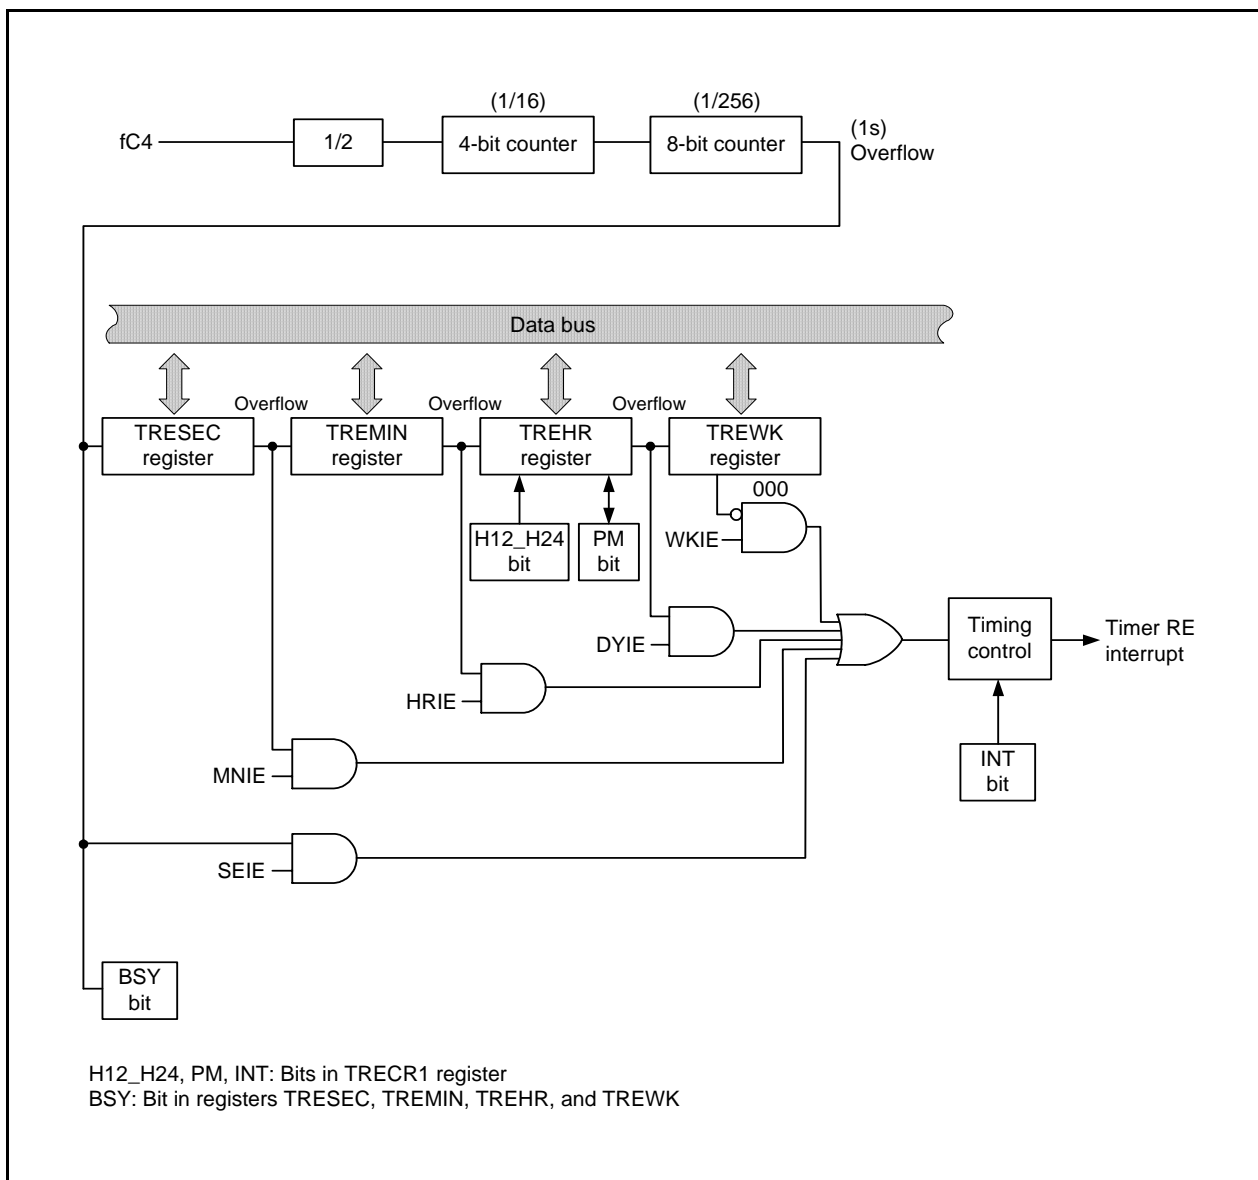 (1/16)
(1/256)
fC4
1/2
4-bit counter
8-bit counter
(1s)
Overflow
Data bus
Overflow
Overflow
Overflow
TRESEC
register
TREMIN
register
TREHR
register
TREWK
register
000
H12_H24
bit
PM
bit
WKIE
DYIE
HRIE
MNIE
SEIE
Timing
control
Timer RE
interrupt
INT
bit
BSY
bit
H12_H24, PM, INT: Bits in TRECR1 register
BSY: Bit in registers TRESEC, TREMIN, TREHR, and TREWK